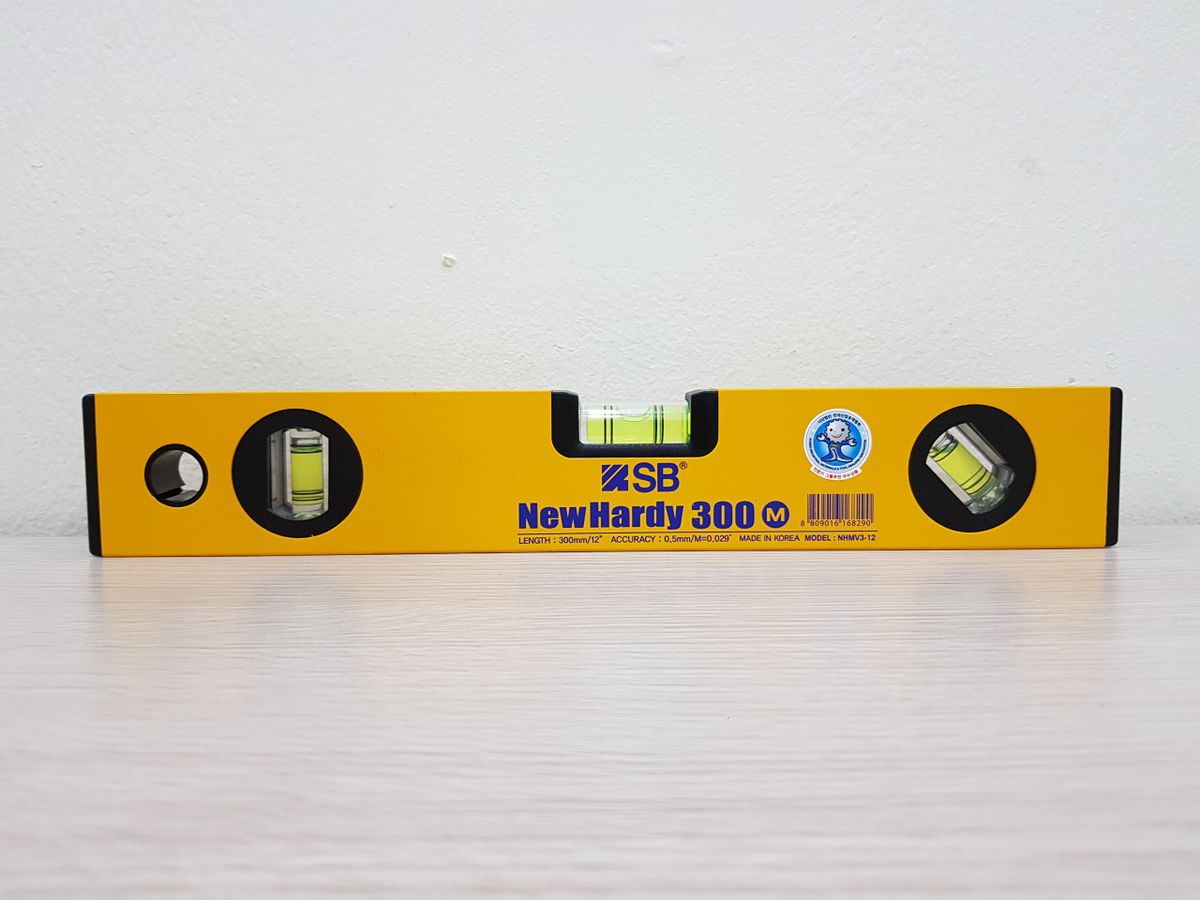 SB®
NewHardy 300 M
LENGTH : 300mm/12" ACCURACY : 0.5mm/M=0.029° MADE IN KOREA MODEL : NHMV3-12
8 809016 168290